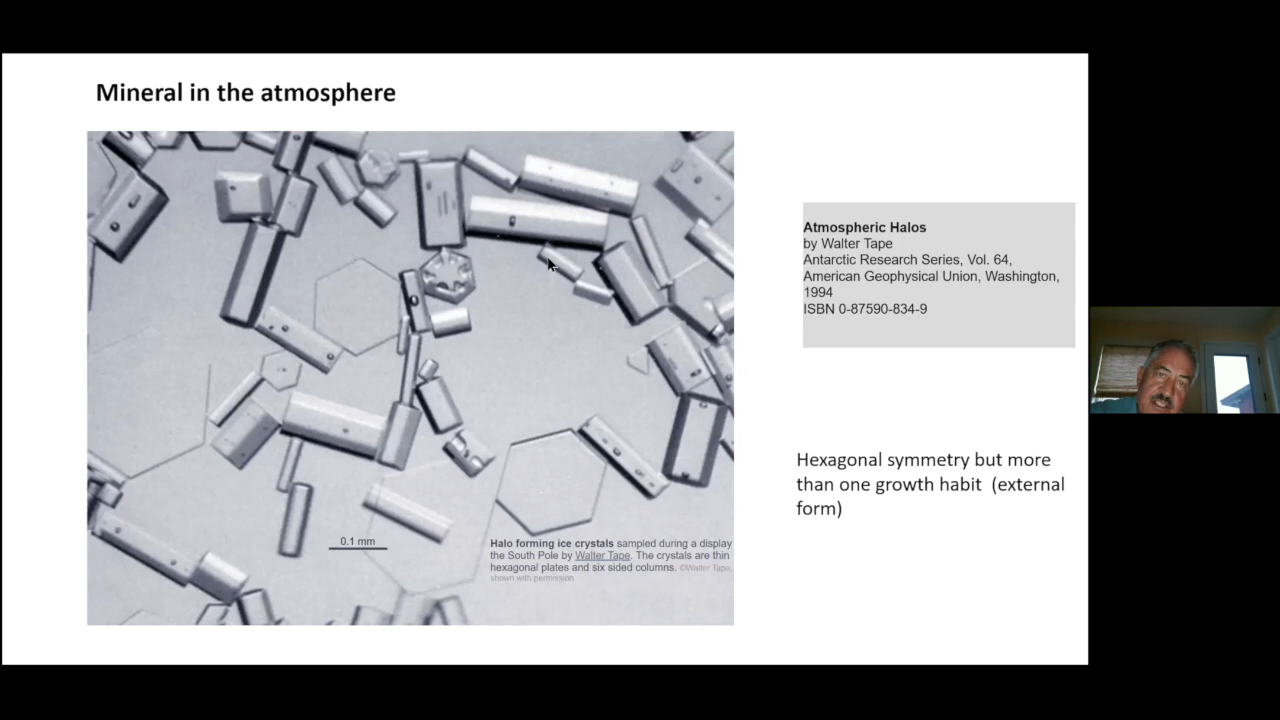 Mineral in the atmosphere
Atmospheric Halos
by Walter Tape
Antarctic Research Series, Vol. 64,
American Geophysical Union, Washington,
1994
ISBN 0-87590-834-9
Hexagonal symmetry but more
than one growth habit (external
form)
0.1 mm
Halo forming ice crystals sampled during a display
the South Pole by Walter Tape. The crystals are thin
hexagonal plates and six sided columns. ©Walter Tape,
shown with permission